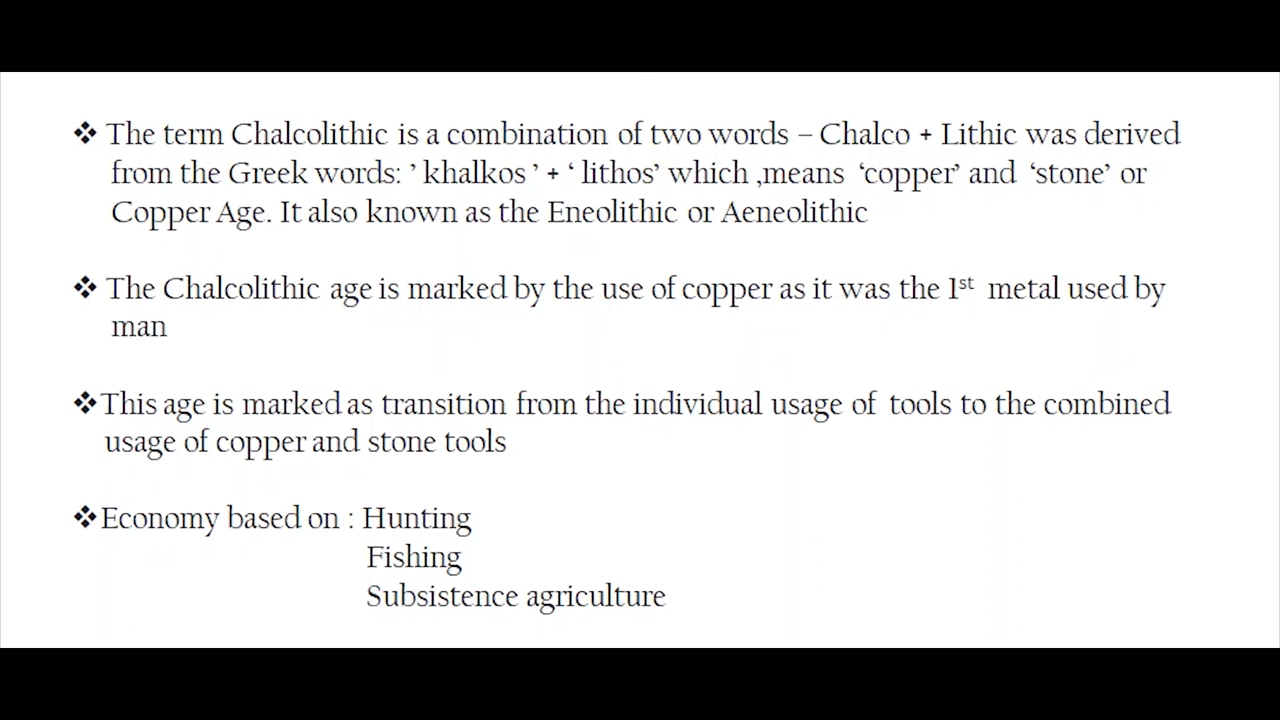 ❖ The term Chalcolithic is a combination of two words – Chalco + Lithic was derived
from the Greek words: ’ khalkos ’ + ‘ lithos’ which ,means ‘copper’ and ‘stone’ or
Copper Age. It also known as the Eneolithic or Aeneolithic
❖ The Chalcolithic age is marked by the use of copper as it was the 1st metal used by
man
❖This age is marked as transition from the individual usage of tools to the combined
usage of copper and stone tools
❖Economy based on : Hunting
Fishing
Subsistence agriculture